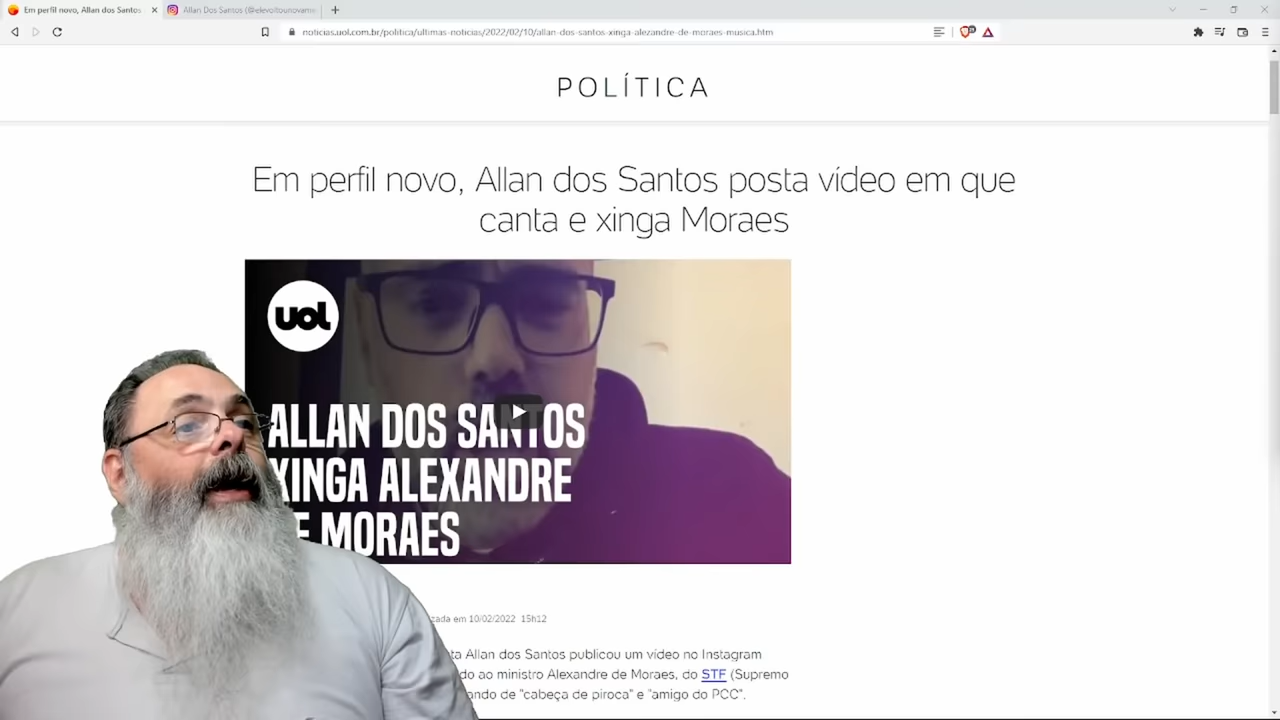 Em perfil novo, Allan dos Santos
Allan Dos Santos (@elevoltounovame
noticias.uol.com.br/politica/ultimas-noticias/2022/02/10/allan-dos-santos-xinga-alexandre-de-moraes-musica.htm
POLÍTICA
Em perfil novo, Allan dos Santos posta vídeo em que
canta e xinga Moraes
uol
ALLAN DOS SANTOS
XINGA ALEXANDRE
DE MORAES
zada em 10/02/2022 15h12
ta Allan dos Santos publicou um vídeo no Instagram
do ao ministro Alexandre de Moraes, do STF (Supremo
ando de "cabeça de piroca" e "amigo do PCC".